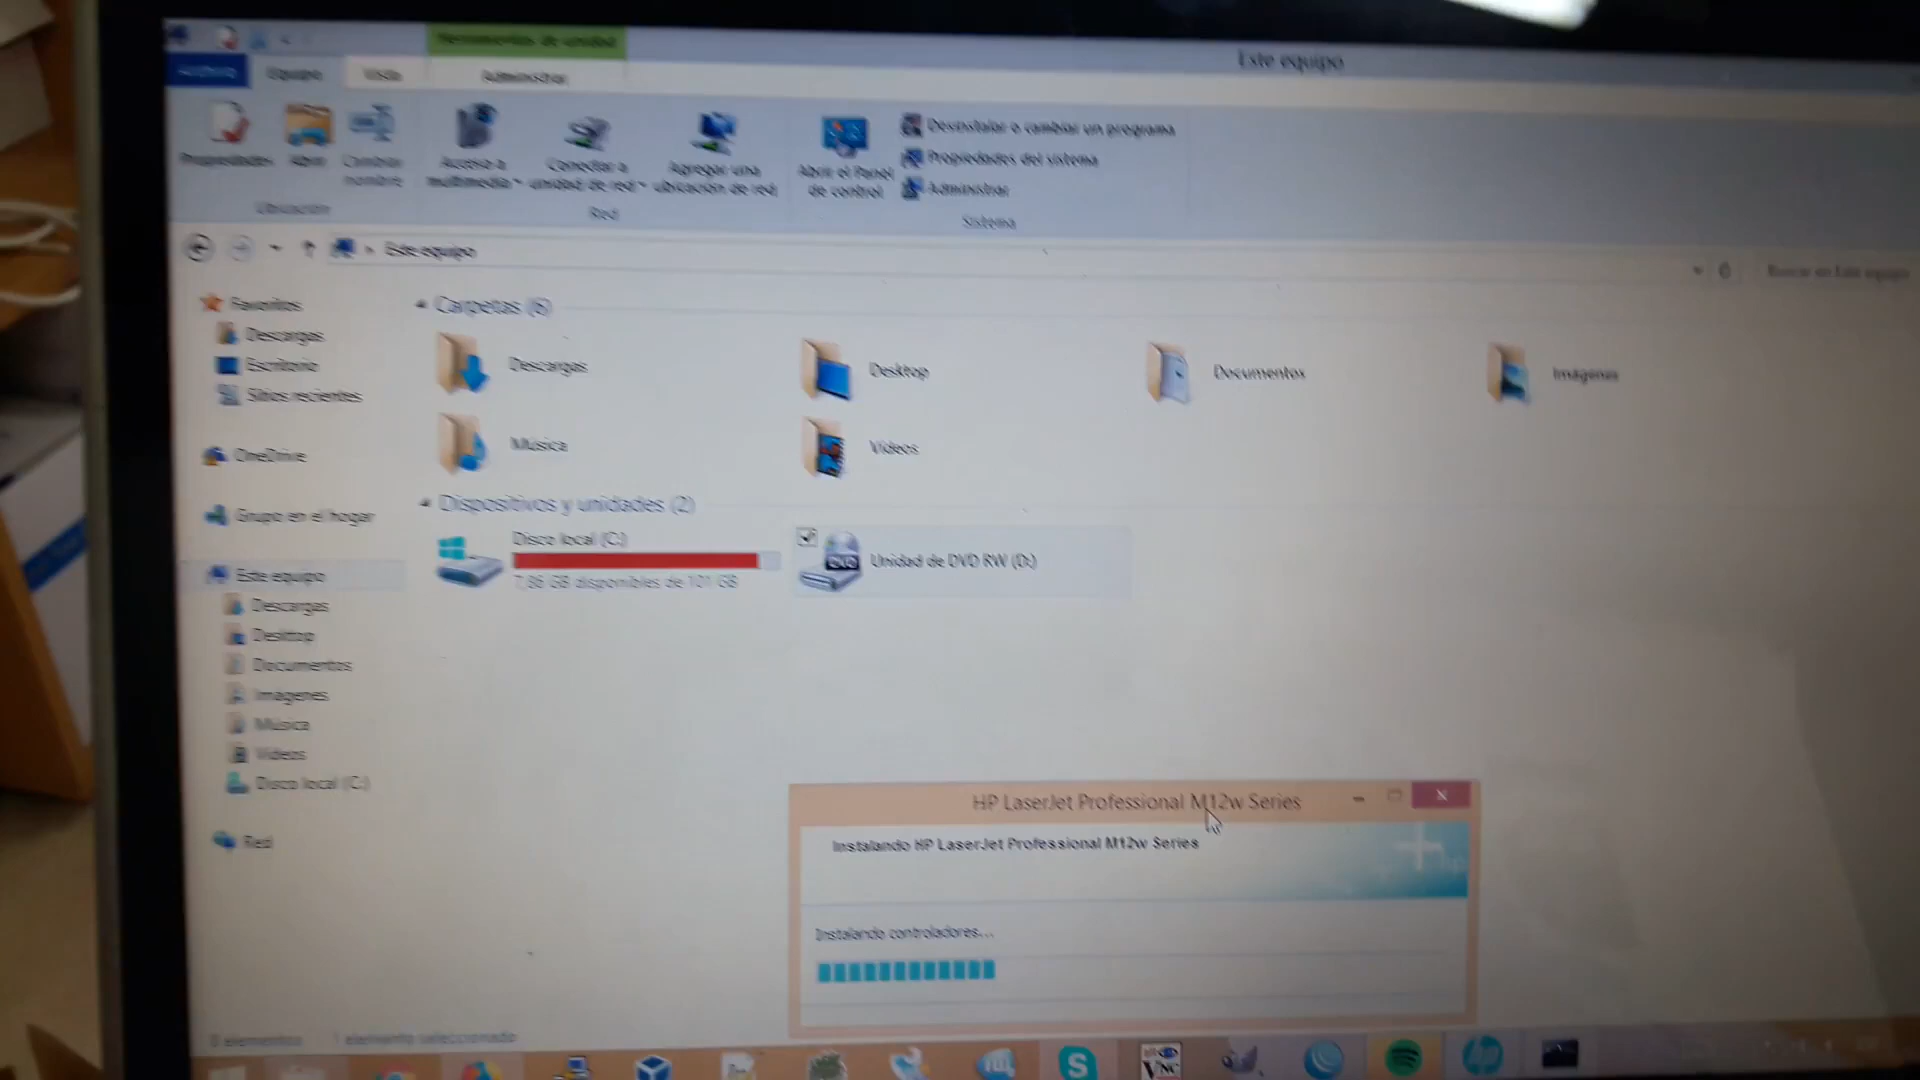 Herramientas de unidad
Este equipo
Archivo
Equipo
Vista
Administrar
Propiedades
Abrir
Cambiar
nombre
Acceso a
multimedia
Conectar a
unidad de red
Agregar una
ubicación de red
Abrir el Panel
de control
Desinstalar o cambiar un programa
Propiedades del sistema
Administrar
Ubicación
Red
Sistema
Este equipo
Buscar en Este equipo
Favoritos
Descargas
Escritorio
Sitios recientes
OneDrive
Grupo en el hogar
Este equipo
Descargas
Desktop
Documentos
Imágenes
Música
Vídeos
Disco local (C:)
Red
Carpetas (6)
Descargas
Desktop
Documentos
Imágenes
Música
Vídeos
Dispositivos y unidades (2)
Disco local (C:)
7,86 GB disponibles de 101 GB
DVD
Unidad de DVD RW (D:)
HP LaserJet Professional M12w Series
Instalando HP LaserJet Professional M12w Series
Instalando controladores...
8 elementos
1 elemento seleccionado
S
VNC
hp